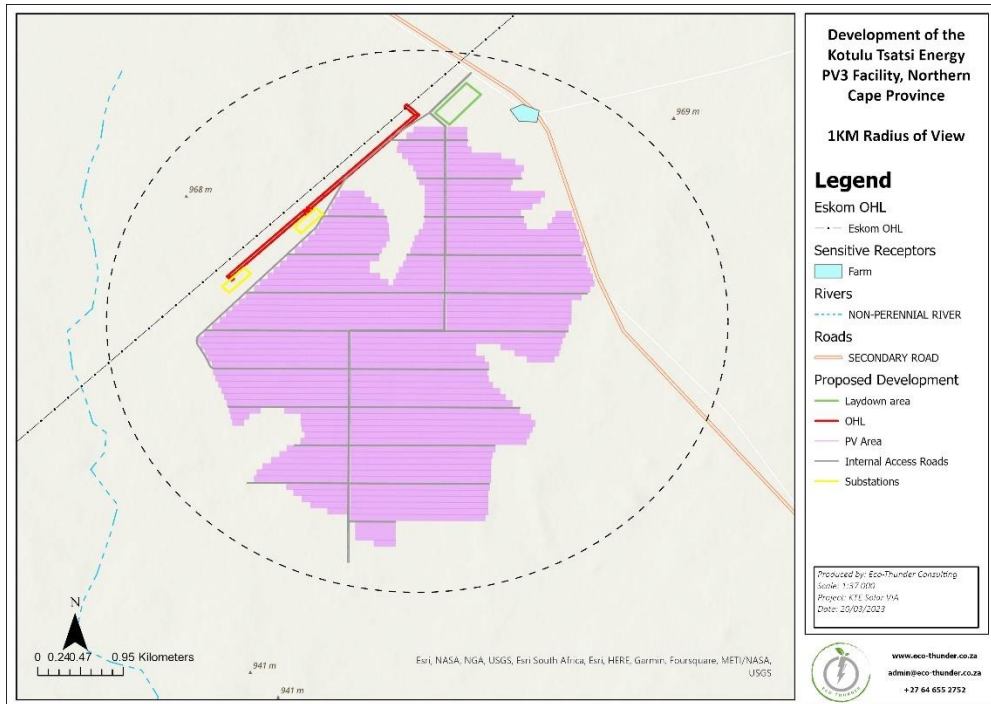 Development of the
Kotulu Tsatsi Energy
PV3 Facility, Northern
Cape Province
1KM Radius of View
Legend
Eskom OHL
Eskom OHL
Sensitive Receptors
Farm
Rivers
NON-PERENNIAL RIVER
Roads
SECONDARY ROAD
Proposed Development
Laydown area
OHL
PV Area
Internal Access Roads
Substations
Produced by: Eco-Thunder Consulting
Scale: 1:37 000
Project: KTE Solar VIA
Date: 20/03/2023
www.eco-thunder.co.za
admin@eco-thunder.co.za
+27 64 655 2752
ECO THUNDER
969 m
968 m
N
0 0.24 0.47 0.95 Kilometers
941 m
941 m
Esri, NASA, NGA, USGS, Esri South Africa, Esri, HERE, Garmin, Foursquare, METI/NASA,
USGS